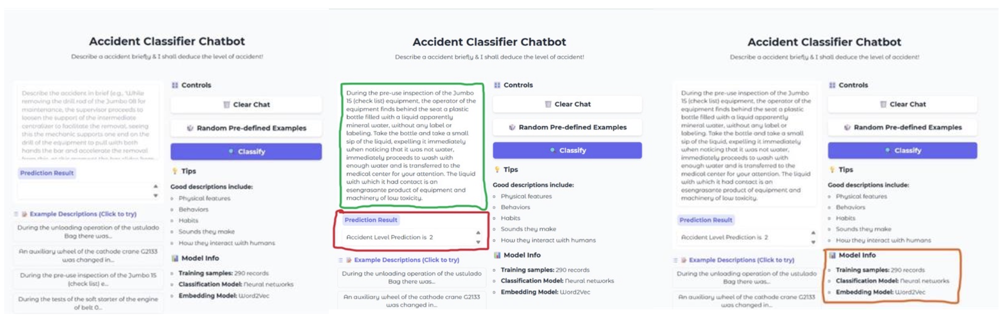 Accident Classifier Chatbot
Describe a accident briefly & I shall deduce the level of accident!
Describe the accident in brief (e.g., 'While
removing the drill rod of the Jumbo 08 for
maintenance, the supervisor proceeds to
loosen the support of the intermediate
centralizer to facilitate the removal, seeing
this the mechanic supports one end on the
drill of the equipment to pull with both
hands the bar and accelerate the removal
from this, at this moment the bar slides
Prediction Result
Example Descriptions (Click to try)
During the unloading operation of the ustulado
Bag there was...
An auxiliary wheel of the cathode crane G2133
was changed in...
During the pre-use inspection of the Jumbo 15
(check list) e...
During the tests of the soft starter of the engine
of belt 0...
Controls
Clear Chat
Random Pre-defined Examples
Classify
Tips
Good descriptions include:
Physical features
Behaviors
Habits
Sounds they make
How they interact with humans
Model Info
Training samples: 290 records
Classification Model: Neural networks
Embedding Model: Word2Vec
Accident Classifier Chatbot
Describe a accident briefly & I shall deduce the level of accident!
During the pre-use inspection of the Jumbo
15 (check list) equipment, the operator of the
equipment finds behind the seat a plastic
bottle filled with a liquid apparently
mineral water, without any label or
labeling. Take the bottle and take a small
sip of the liquid, expelling it immediately
when noticing that it was not water,
immediately proceeds to wash with
enough water and is transferred to the
medical center for your attention. The liquid
with which it had contact is an
esengrasante product of equipment and
machinery of low toxicity.
Prediction Result
Accident Level Prediction is 2
Example Descriptions (Click to try)
During the unloading operation of the ustulado
Bag there was...
An auxiliary wheel of the cathode crane G2133
was changed in...
Controls
Clear Chat
Random Pre-defined Examples
Classify
Tips
Good descriptions include:
Physical features
Behaviors
Habits
Sounds they make
How they interact with humans
Model Info
Training samples: 290 records
Classification Model: Neural networks
Embedding Model: Word2Vec
Accident Classifier Chatbot
Describe a accident briefly & I shall deduce the level of accident!
During the pre-use inspection of the Jumbo
15 (check list) equipment, the operator of the
equipment finds behind the seat a plastic
bottle filled with a liquid apparently
mineral water, without any label or
labeling. Take the bottle and take a small
sip of the liquid, expelling it immediately
when noticing that it was not water,
immediately proceeds to wash with
enough water and is transferred to the
medical center for your attention. The liquid
with which it had contact is an
esengrasante product of equipment and
machinery of low toxicity.
Prediction Result
Accident Level Prediction is 2
Example Descriptions (Click to try)
During the unloading operation of the ustulado
Bag there was...
An auxiliary wheel of the cathode crane G2133
was changed in...
Controls
Clear Chat
Random Pre-defined Examples
Classify
Tips
Good descriptions include:
Physical features
Behaviors
Habits
Sounds they make
How they interact with humans
Model Info
Training samples: 290 records
Classification Model: Neural networks
Embedding Model: Word2Vec